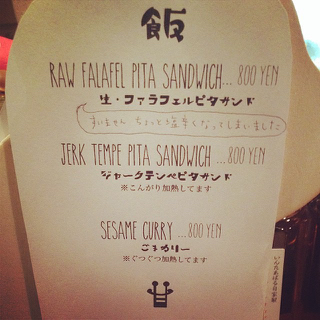 飯
RAW FALAFEL PITA SANDWICH... 800 YEN
生・ファラフェルピタサンド
すいません ちょっと塩辛くなってしまいました
JERK TEMPE PITA SANDWICH ... 800 YEN
ジャークテンペピタサンド
※こんがり加熱してます
SESAME CURRY ... 800 YEN
ごまカリー
※ぐつぐつ加熱してます